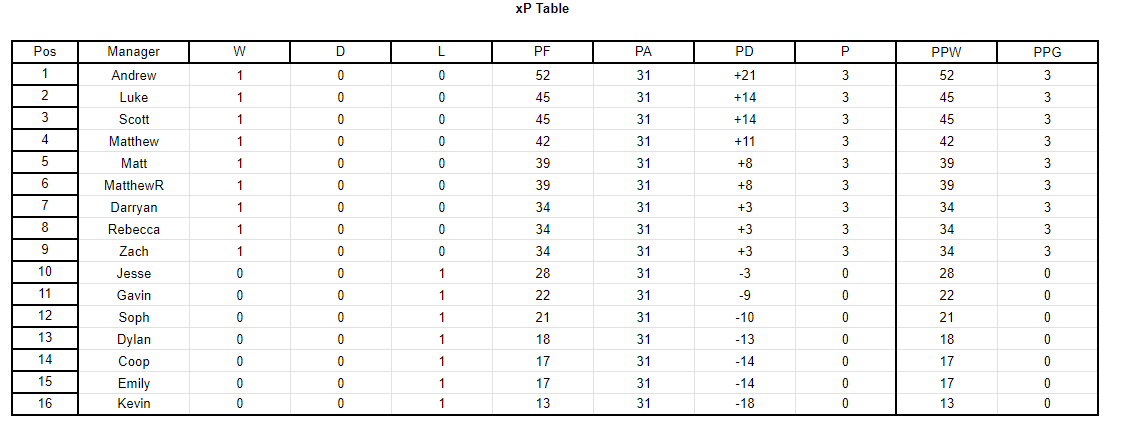 xP Table
Pos Manager W D L PF PA PD P PPW PPG
1 Andrew 1 0 0 52 31 +21 3 52 3
2 Luke 1 0 0 45 31 +14 3 45 3
3 Scott 1 0 0 45 31 +14 3 45 3
4 Matthew 1 0 0 42 31 +11 3 42 3
5 Matt 1 0 0 39 31 +8 3 39 3
6 MatthewR 1 0 0 39 31 +8 3 39 3
7 Darryan 1 0 0 34 31 +3 3 34 3
8 Rebecca 1 0 0 34 31 +3 3 34 3
9 Zach 1 0 0 34 31 +3 3 34 3
10 Jesse 0 0 1 28 31 -3 0 28 0
11 Gavin 0 0 1 22 31 -9 0 22 0
12 Soph 0 0 1 21 31 -10 0 21 0
13 Dylan 0 0 1 18 31 -13 0 18 0
14 Coop 0 0 1 17 31 -14 0 17 0
15 Emily 0 0 1 17 31 -14 0 17 0
16 Kevin 0 0 1 13 31 -18 0 13 0